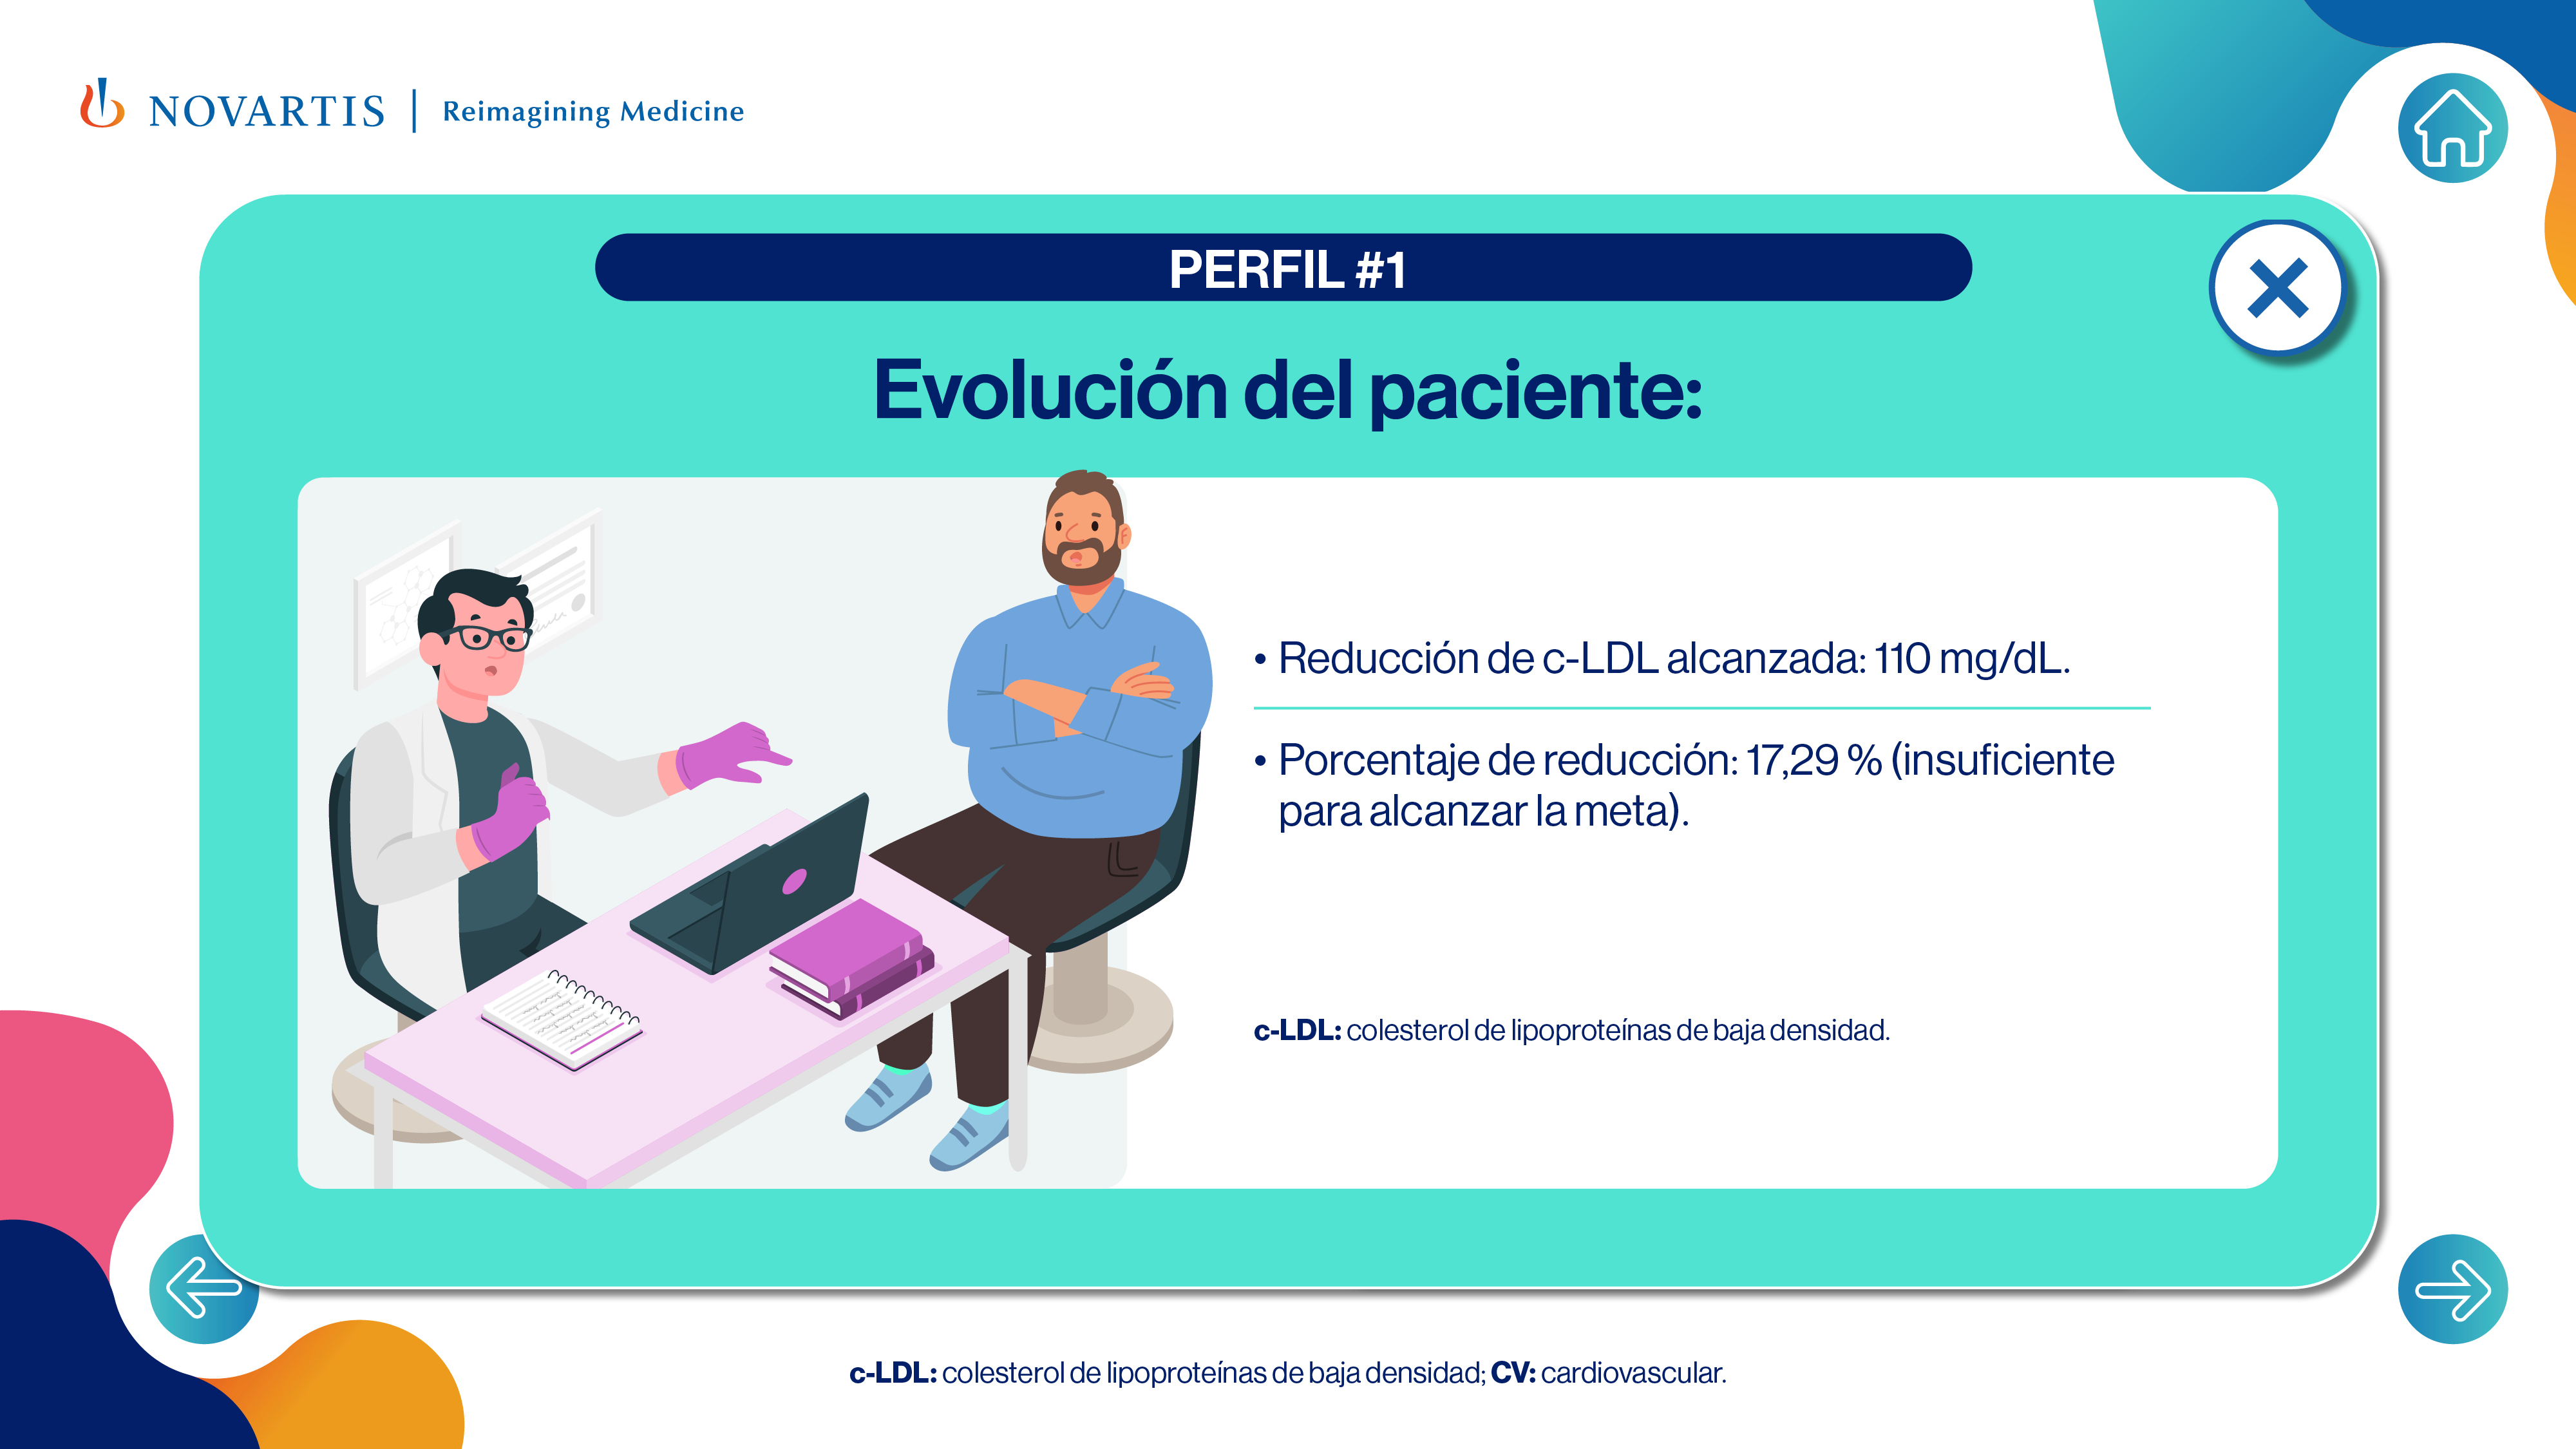 NOVARTIS | Reimagining Medicine
PERFIL #1
Evolución del paciente:
• Reducción de c-LDL alcanzada: 110 mg/dL.
• Porcentaje de reducción: 17,29 % (insuficiente
para alcanzar la meta).
c-LDL: colesterol de lipoproteínas de baja densidad.
c-LDL: colesterol de lipoproteínas de baja densidad; CV: cardiovascular.